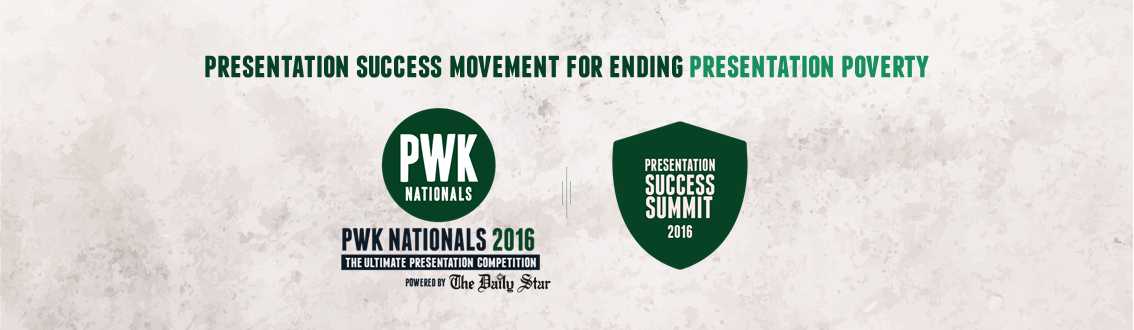 PRESENTATION SUCCESS MOVEMENT FOR ENDING PRESENTATION POVERTY
PWK
NATIONALS
PWK NATIONALS 2016
THE ULTIMATE PRESENTATION COMPETITION
POWERED BY The Daily Star
PRESENTATION
SUCCESS
SUMMIT
2016